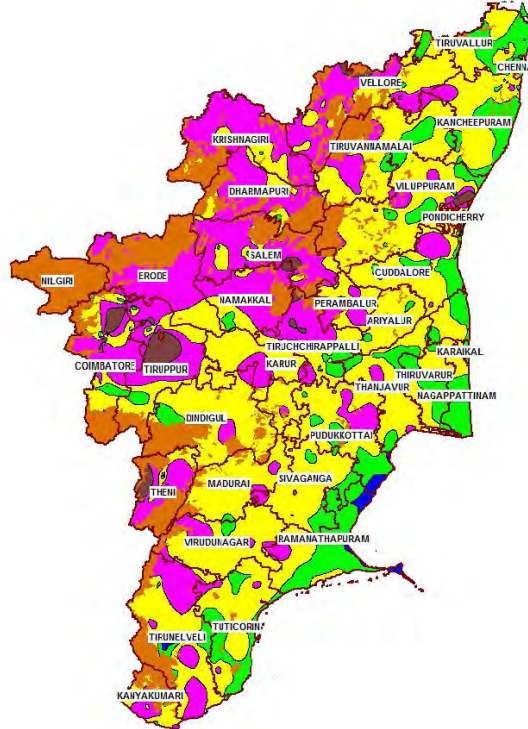 TIRUVALLUR
CHENNA
VELLORE
KANCHEEPURAM
KRISHNAGIRI
TIRUVANNAMALAI
DHARMAPURI
VILUPPURAM
PONDICHERRY
SALEM
CUDDALORE
NILGIRI
ERODE
NAMAKKAL
PERAMBALUR
ARIYALUR
TIRUCHCHIRAPPALLI
KARAIKAL
COIMBATORE
TIRUPPUR
KARUR
THIRUVARUR
THANJAVUR
NAGAPPATTINAM
DINDIGUL
PUDUKKOTTAI
THENI
MADURAI
SIVAGANGA
VIRUDUNAGAR
RAMANATHAPURAM
TUTICORIN
TIRUNELVELI
KANYAKUMARI